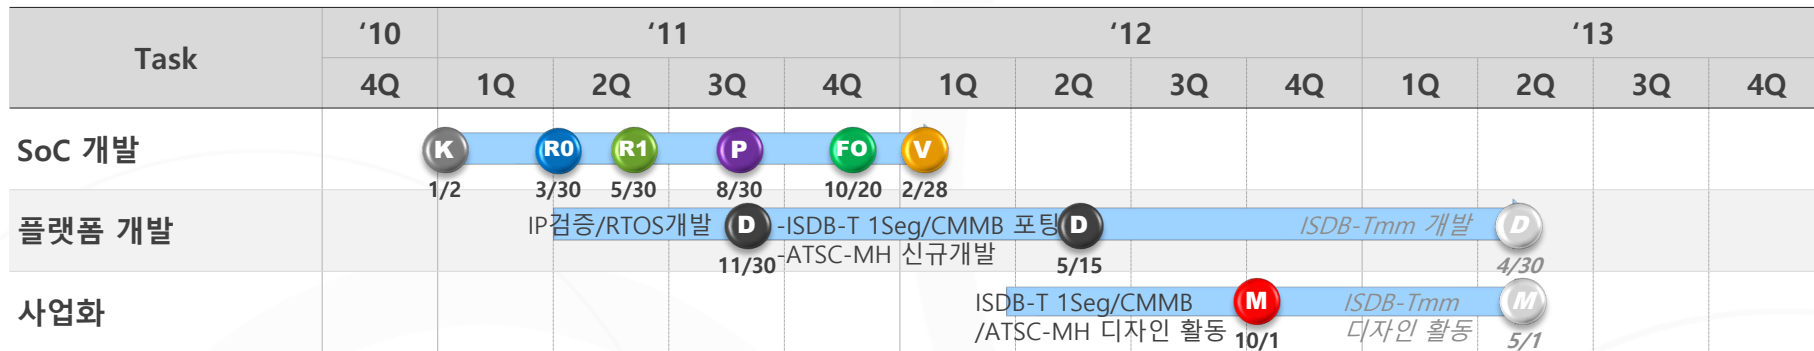 Task
‘10 ‘11 ‘12 ‘13
4Q 1Q 2Q 3Q 4Q 1Q 2Q 3Q 4Q 1Q 2Q 3Q 4Q
SoC 개발
K R0 R1 P FO V
1/2 3/30 5/30 8/30 10/20 2/28
플랫폼 개발
IP검증/RTOS개발 D -ISDB-T 1Seg/CMMB 포팅 D ISDB-Tmm 개발 D
-ATSC-MH 신규개발
11/30 5/15 4/30
사업화
ISDB-T 1Seg/CMMB M ISDB-Tmm M
/ATSC-MH 디자인 활동 10/1 디자인 활동 5/1